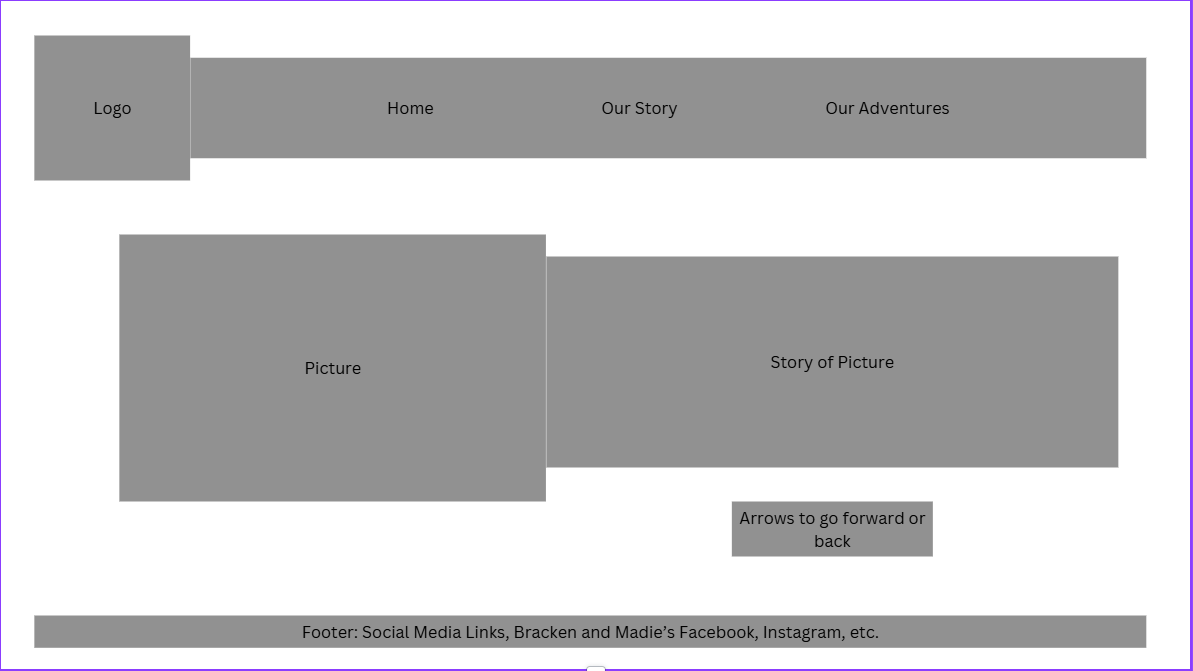 Logo
Home
Our Story
Our Adventures
Picture
Story of Picture
Arrows to go forward or
back
Footer: Social Media Links, Bracken and Madie’s Facebook, Instagram, etc.